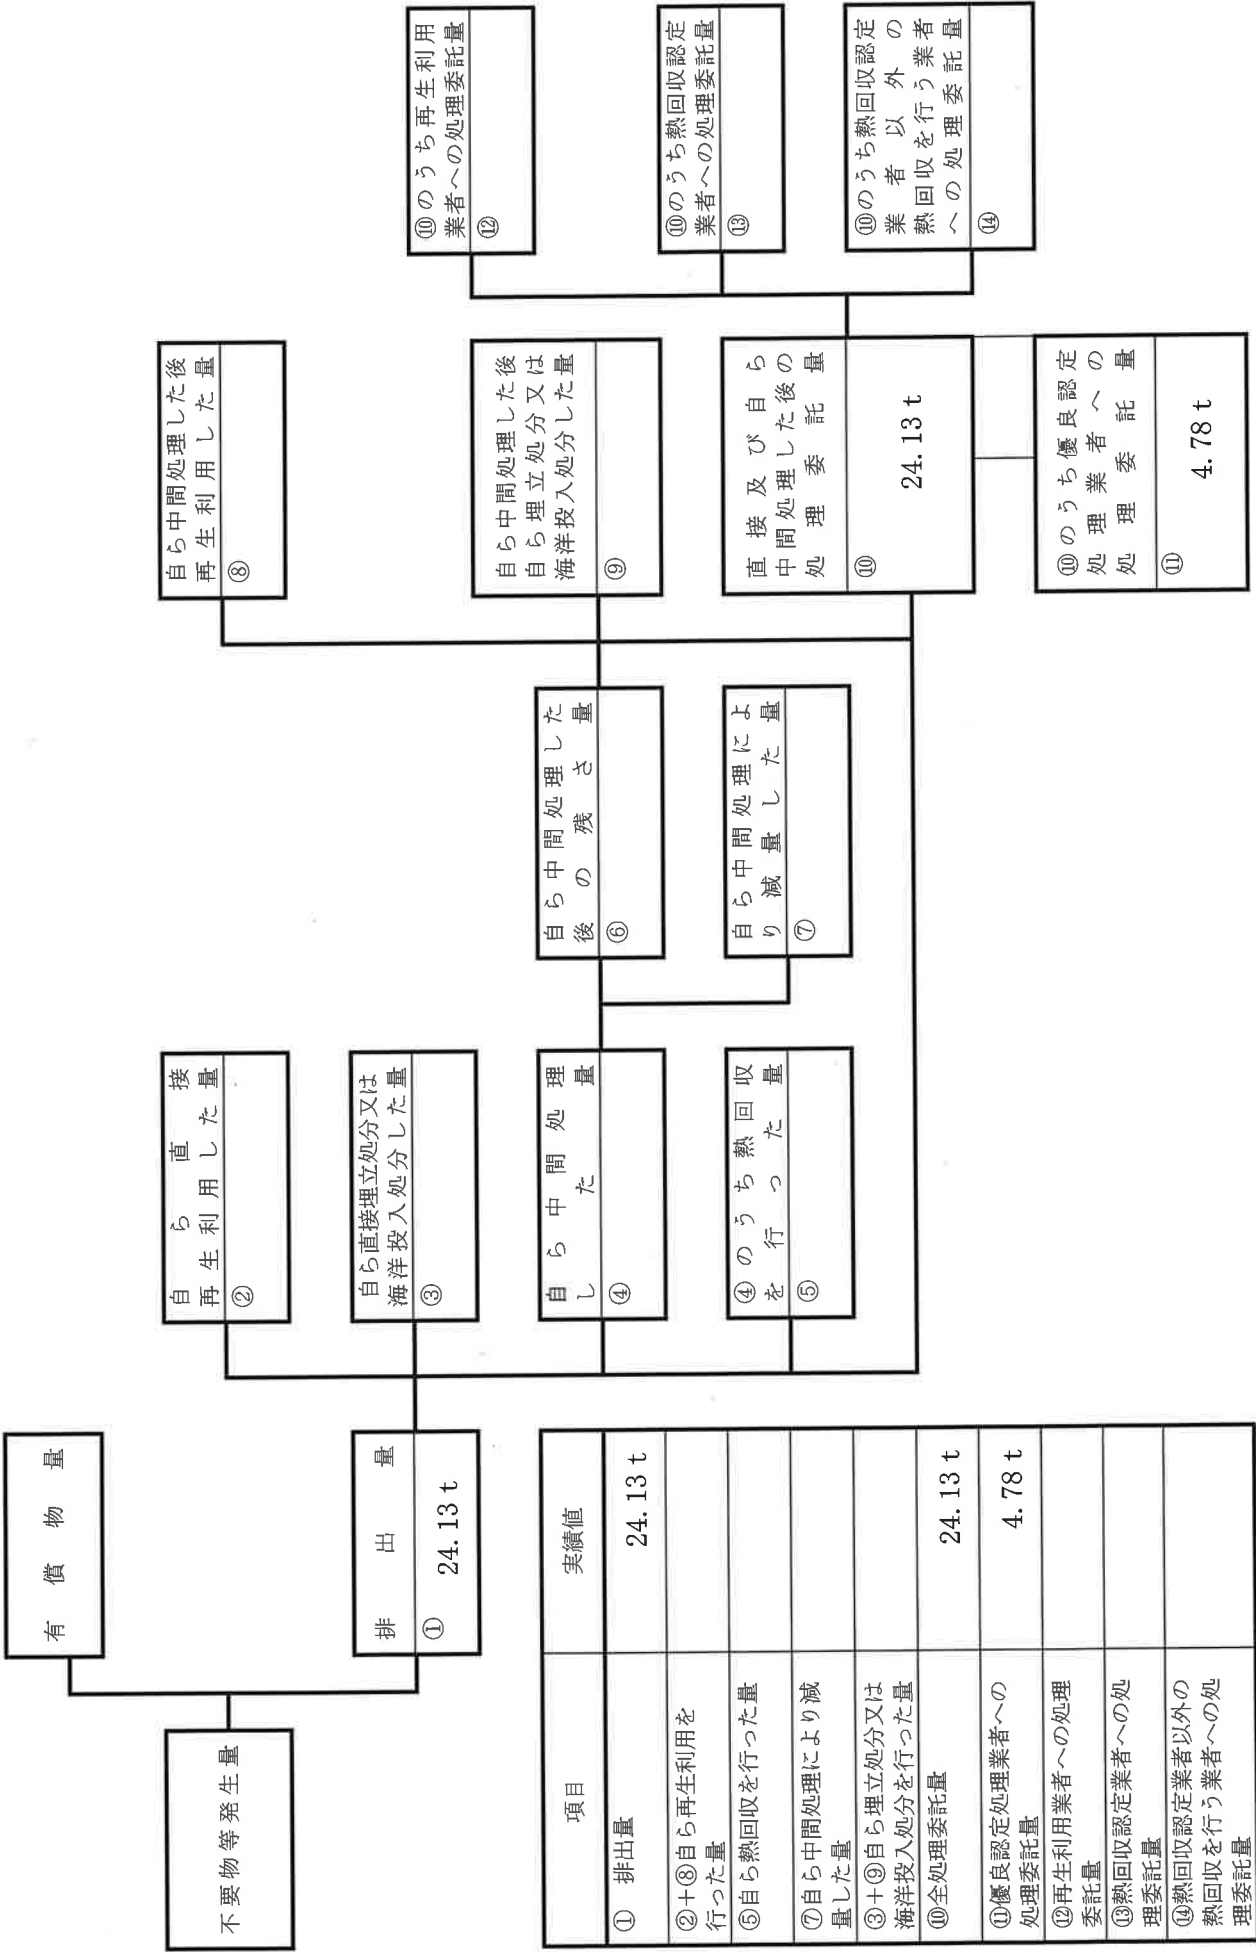 不要物等発生量
有償物量
排出量
①
24.13 t
自ら直接
再生利用した量
②
自ら直接埋立処分又は
海洋投入処分した量
③
自ら中間処理
した量
④
④のうち熱回収
を行った量
⑤
自ら中間処理した
後の残さ量
⑥
自ら中間処理によ
り減量した量
⑦
自ら中間処理した後
再生利用した量
⑧
自ら中間処理した後
自ら埋立処分又は
海洋投入処分した量
⑨
直接及び自ら
中間処理した後の
処理委託量
⑩
24.13 t
⑩のうち優良認定
処理業者への
処理委託量
⑪
4.78 t
⑩のうち再生利用
業者への処理委託量
⑫
⑩のうち熱回収認定
業者への処理委託量
⑬
⑩のうち熱回収認定
業者以外の
熱回収を行う業者
への処理委託量
⑭
項目 実績値
① 排出量 24.13 t
②+⑧自ら再生利用を
行った量
⑤自ら熱回収を行った量
⑦自ら中間処理により減
量した量
③+⑨自ら埋立処分又は
海洋投入処分を行った量
⑩全処理委託量 24.13 t
⑪優良認定処理業者への
処理委託量 4.78 t
⑫再生利用業者への処理
委託量
⑬熱回収認定業者への処
理委託量
⑭熱回収認定業者以外の
熱回収を行う業者への処
理委託量